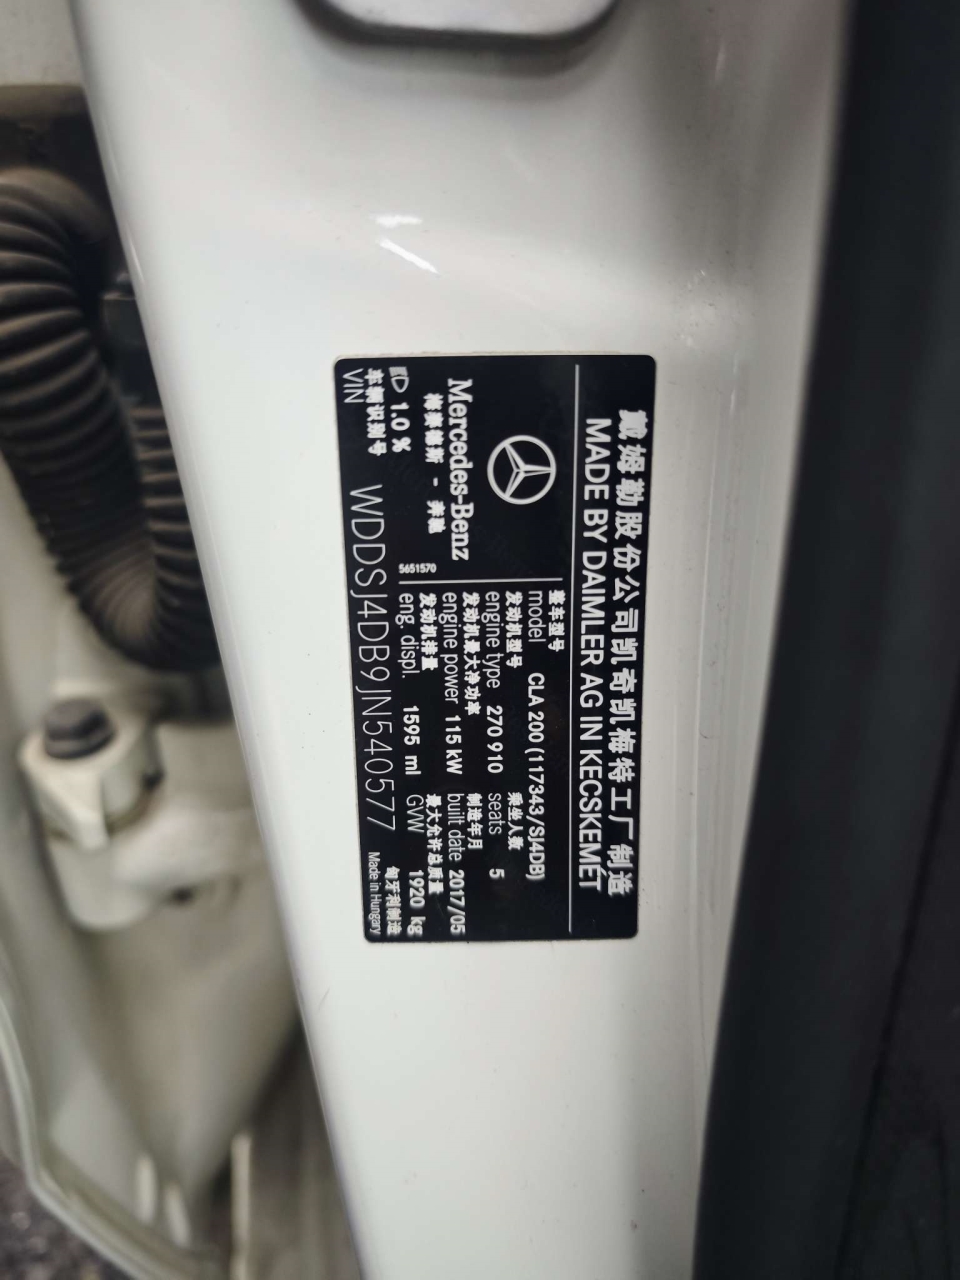 戴姆勒股份公司凯奇凯梅特工厂制造
MADE BY DAIMLER AG IN KECSKEMÉT
Mercedes-Benz
梅赛德斯 - 奔驰
1.0 %
5651570
整车型号
model CLA 200 (117343/SJ4DB)
发动机型号 乘坐人数
engine type 270 910 seats 5
发动机最大净功率 制造年月
engine power 115 kW built date 2017/05
发动机排量 最大允许总质量
eng. displ. 1595 ml GVW 1920 kg
车辆识别号 匈牙利制造
VIN WDDSJ4DB9JN540577 Made in Hungary